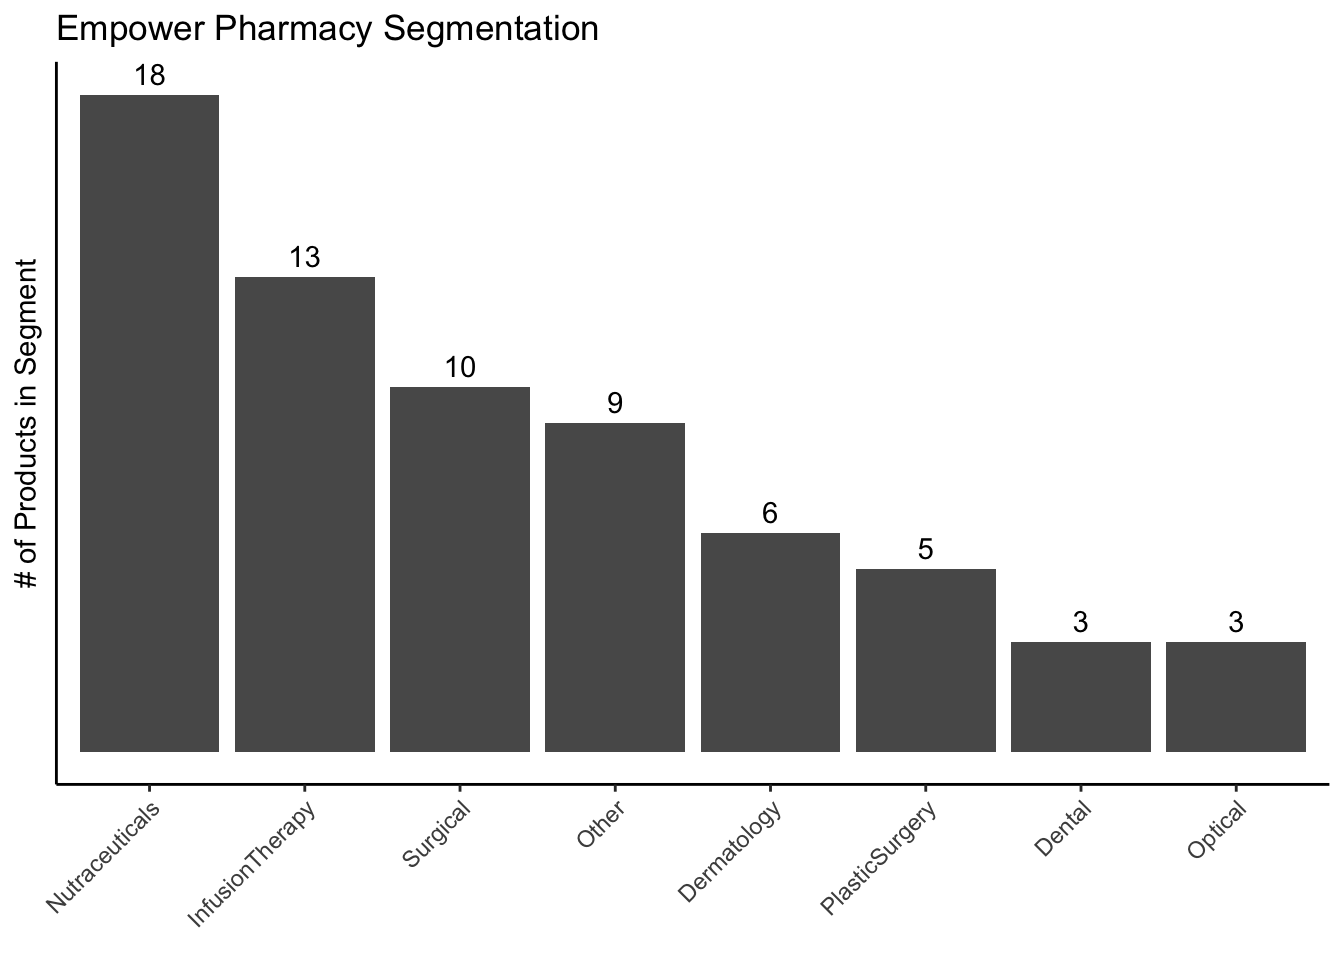 Empower Pharmacy Segmentation
# of Products in Segment
18
13
10
9
6
5
3
3
Nutraceuticals
InfusionTherapy
Surgical
Other
Dermatology
PlasticSurgery
Dental
Optical